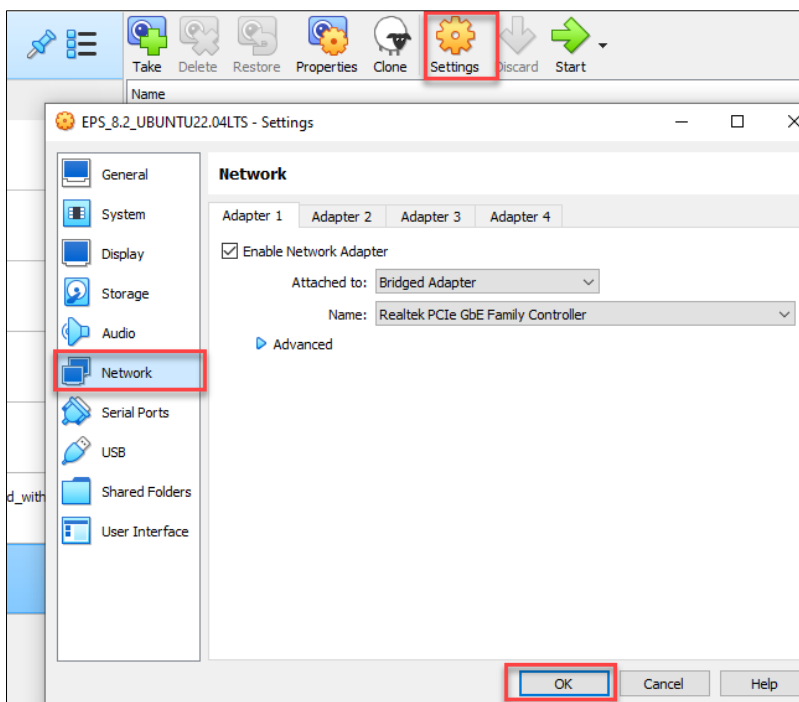 Take Delete Restore Properties Clone Settings Discard Start
Name
EPS_8.2_UBUNTU22.04LTS - Settings
General
System
Display
Storage
Audio
Network
Serial Ports
USB
Shared Folders
User Interface
Network
Adapter 1 Adapter 2 Adapter 3 Adapter 4
Enable Network Adapter
Attached to: Bridged Adapter
Name: Realtek PCIe GbE Family Controller
Advanced
d_with
OK Cancel Help